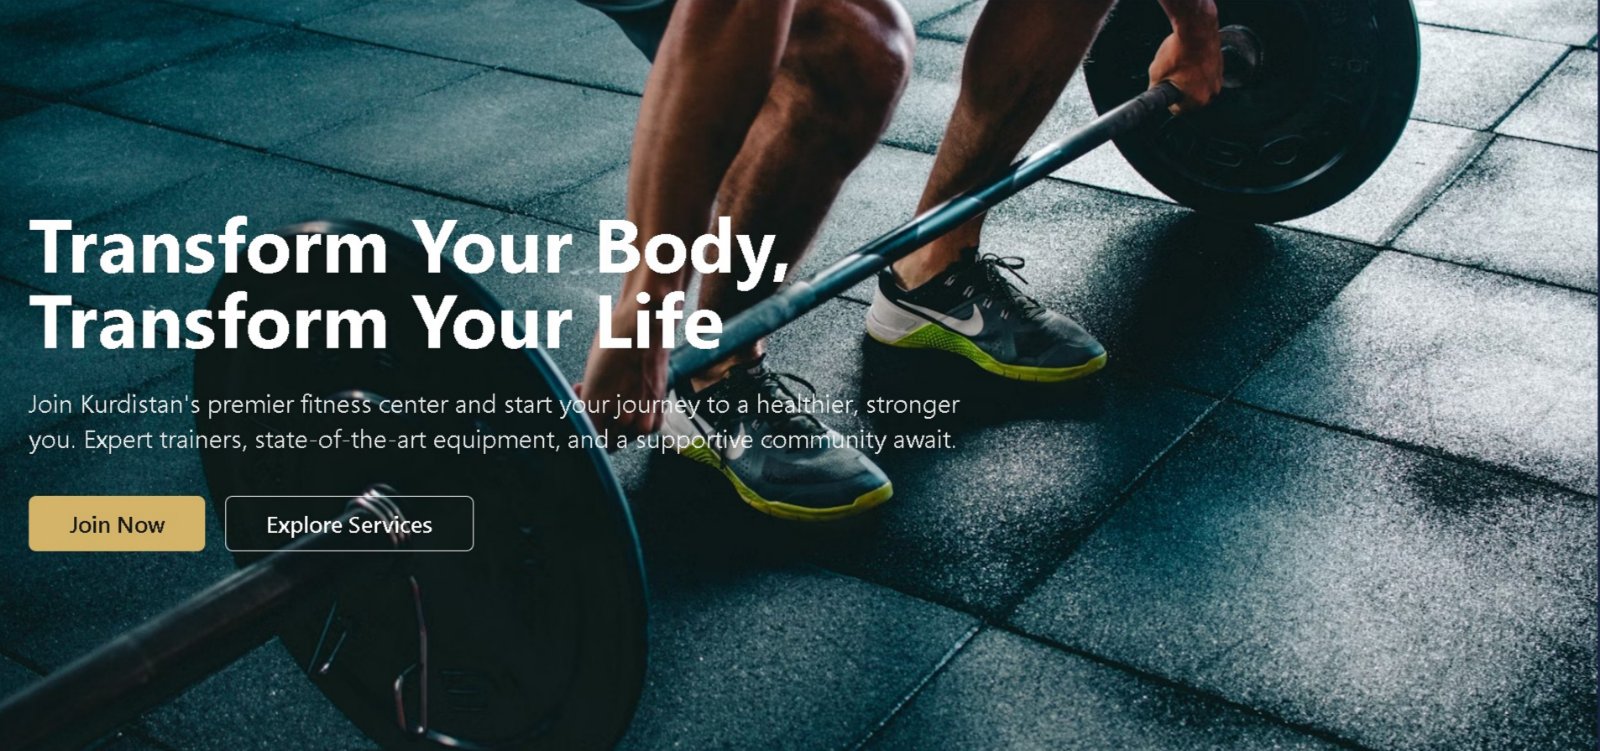 Transform Your Body,
Transform Your Life
Join Kurdistan's premier fitness center and start your journey to a healthier, stronger
you. Expert trainers, state-of-the-art equipment, and a supportive community await.
Join Now
Explore Services